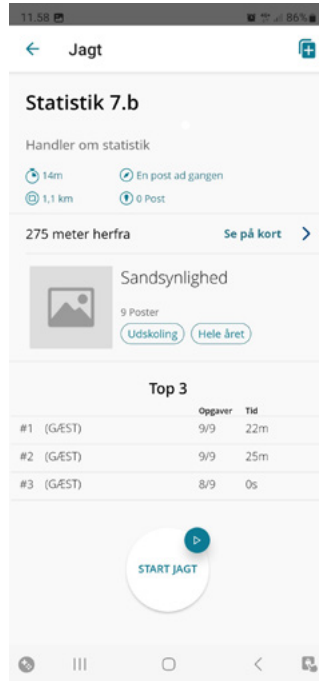 11.58 86%
Jagt
Statistik 7.b
Handler om statistik
14m En post ad gangen
1,1 km 0 Post
275 meter herfra Se på kort
Sandsynlighed
9 Poster
Udskoling Hele året
Top 3
Opgaver Tid
#1 (GÆST) 9/9 22m
#2 (GÆST) 9/9 25m
#3 (GÆST) 8/9 0s
START JAGT